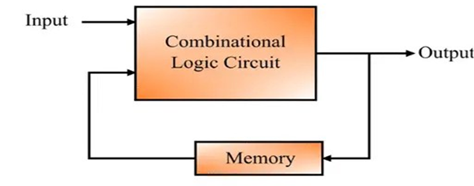 Input
Combinational
Logic Circuit
Output
Memory